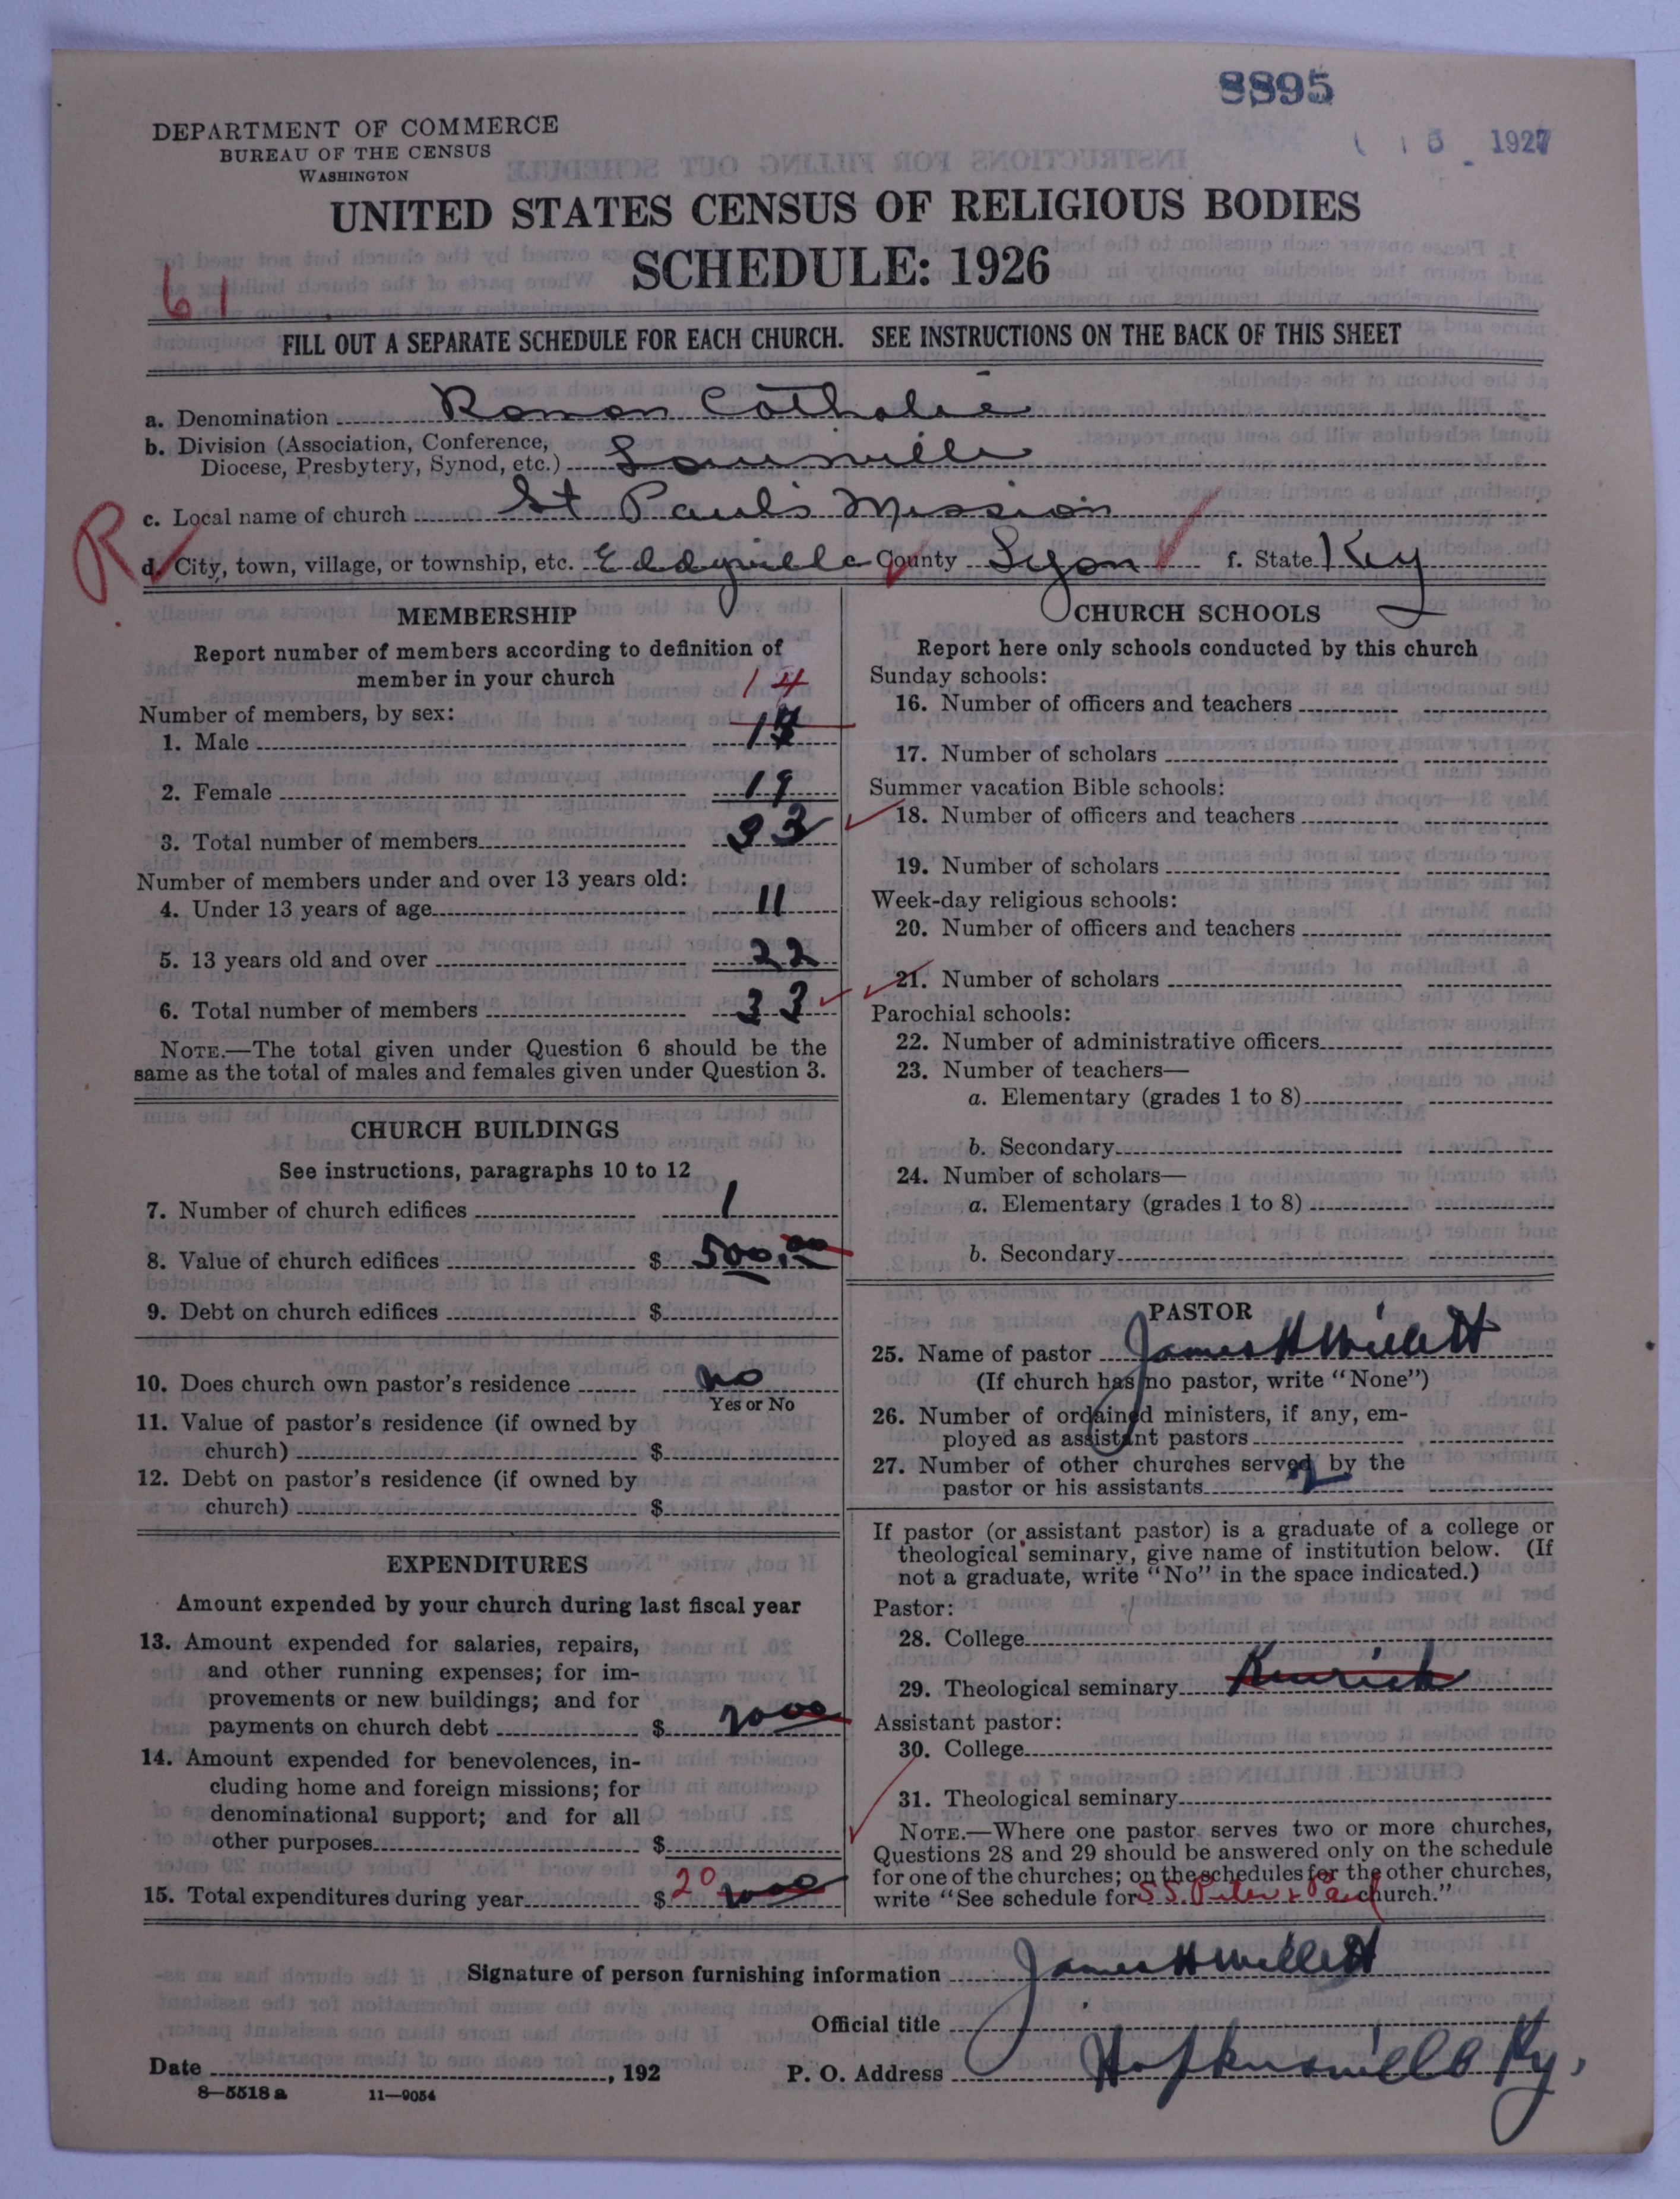 8895
1927
DEPARTMENT OF COMMERCE
BUREAU OF THE CENSUS
WASHINGTON
UNITED STATES CENSUS OF RELIGIOUS BODIES
SCHEDULE: 1926
61
FILL OUT A SEPARATE SCHEDULE FOR EACH CHURCH. SEE INSTRUCTIONS ON THE BACK OF THIS SHEET
a. Denomination Roman Catholic
b. Division (Association, Conference,
Diocese, Presbytery, Synod, etc.) Louisville
R
c. Local name of church St Paul's Mission
d. City, town, village, or township, etc. Eddyville County Lyon f. State Ky
MEMBERSHIP
Report number of members according to definition of
member in your church
14
Number of members, by sex:
1. Male
2. Female 19
3. Total number of members 33
Number of members under and over 13 years old:
4. Under 13 years of age 11
5. 13 years old and over 22
6. Total number of members 33
NOTE.—The total given under Question 6 should be the
same as the total of males and females given under Question 3.
CHURCH BUILDINGS
See instructions, paragraphs 10 to 12
7. Number of church edifices 1
8. Value of church edifices $ 500.00
9. Debt on church edifices $
10. Does church own pastor's residence no
Yes or No
11. Value of pastor's residence (if owned by
church) $
12. Debt on pastor's residence (if owned by
church) $
EXPENDITURES
Amount expended by your church during last fiscal year
13. Amount expended for salaries, repairs,
and other running expenses; for im-
provements or new buildings; and for
payments on church debt $ 2000
14. Amount expended for benevolences, in-
cluding home and foreign missions; for
denominational support; and for all
other purposes $
15. Total expenditures during year $ 20 2000
CHURCH SCHOOLS
Report here only schools conducted by this church
Sunday schools:
16. Number of officers and teachers
17. Number of scholars
Summer vacation Bible schools:
18. Number of officers and teachers
19. Number of scholars
Week-day religious schools:
20. Number of officers and teachers
21. Number of scholars
Parochial schools:
22. Number of administrative officers
23. Number of teachers—
a. Elementary (grades 1 to 8)
b. Secondary
24. Number of scholars—
a. Elementary (grades 1 to 8)
b. Secondary
PASTOR
25. Name of pastor James H Willett
(If church has no pastor, write "None")
26. Number of ordained ministers, if any, em-
ployed as assistant pastors
27. Number of other churches served by the
pastor or his assistants 2
If pastor (or assistant pastor) is a graduate of a college or
theological seminary, give name of institution below. (If
not a graduate, write "No" in the space indicated.)
Pastor:
28. College
29. Theological seminary Kenrick
Assistant pastor:
30. College
31. Theological seminary
NOTE.—Where one pastor serves two or more churches,
Questions 28 and 29 should be answered only on the schedule
for one of the churches; on the schedules for the other churches,
write "See schedule for S.S. Peter & Paul church."
Signature of person furnishing information James H Willett
Official title
Date , 192 P. O. Address Hopkinsville Ky.
8—5518 a 11—9054